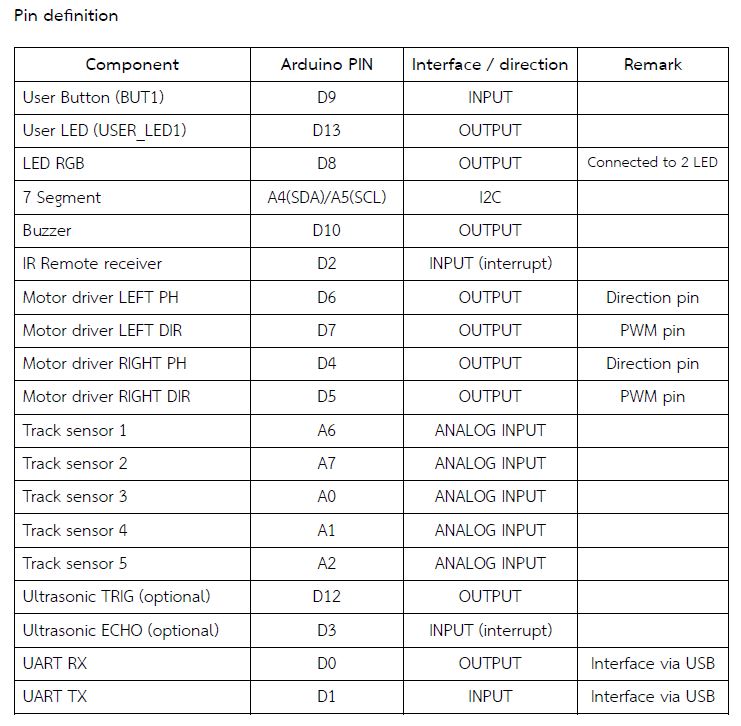 Pin definition
Component Arduino PIN Interface / direction Remark
User Button (BUT1) D9 INPUT
User LED (USER_LED1) D13 OUTPUT
LED RGB D8 OUTPUT Connected to 2 LED
7 Segment A4(SDA)/A5(SCL) I2C
Buzzer D10 OUTPUT
IR Remote receiver D2 INPUT (interrupt)
Motor driver LEFT PH D6 OUTPUT Direction pin
Motor driver LEFT DIR D7 OUTPUT PWM pin
Motor driver RIGHT PH D4 OUTPUT Direction pin
Motor driver RIGHT DIR D5 OUTPUT PWM pin
Track sensor 1 A6 ANALOG INPUT
Track sensor 2 A7 ANALOG INPUT
Track sensor 3 A0 ANALOG INPUT
Track sensor 4 A1 ANALOG INPUT
Track sensor 5 A2 ANALOG INPUT
Ultrasonic TRIG (optional) D12 OUTPUT
Ultrasonic ECHO (optional) D3 INPUT (interrupt)
UART RX D0 OUTPUT Interface via USB
UART TX D1 INPUT Interface via USB